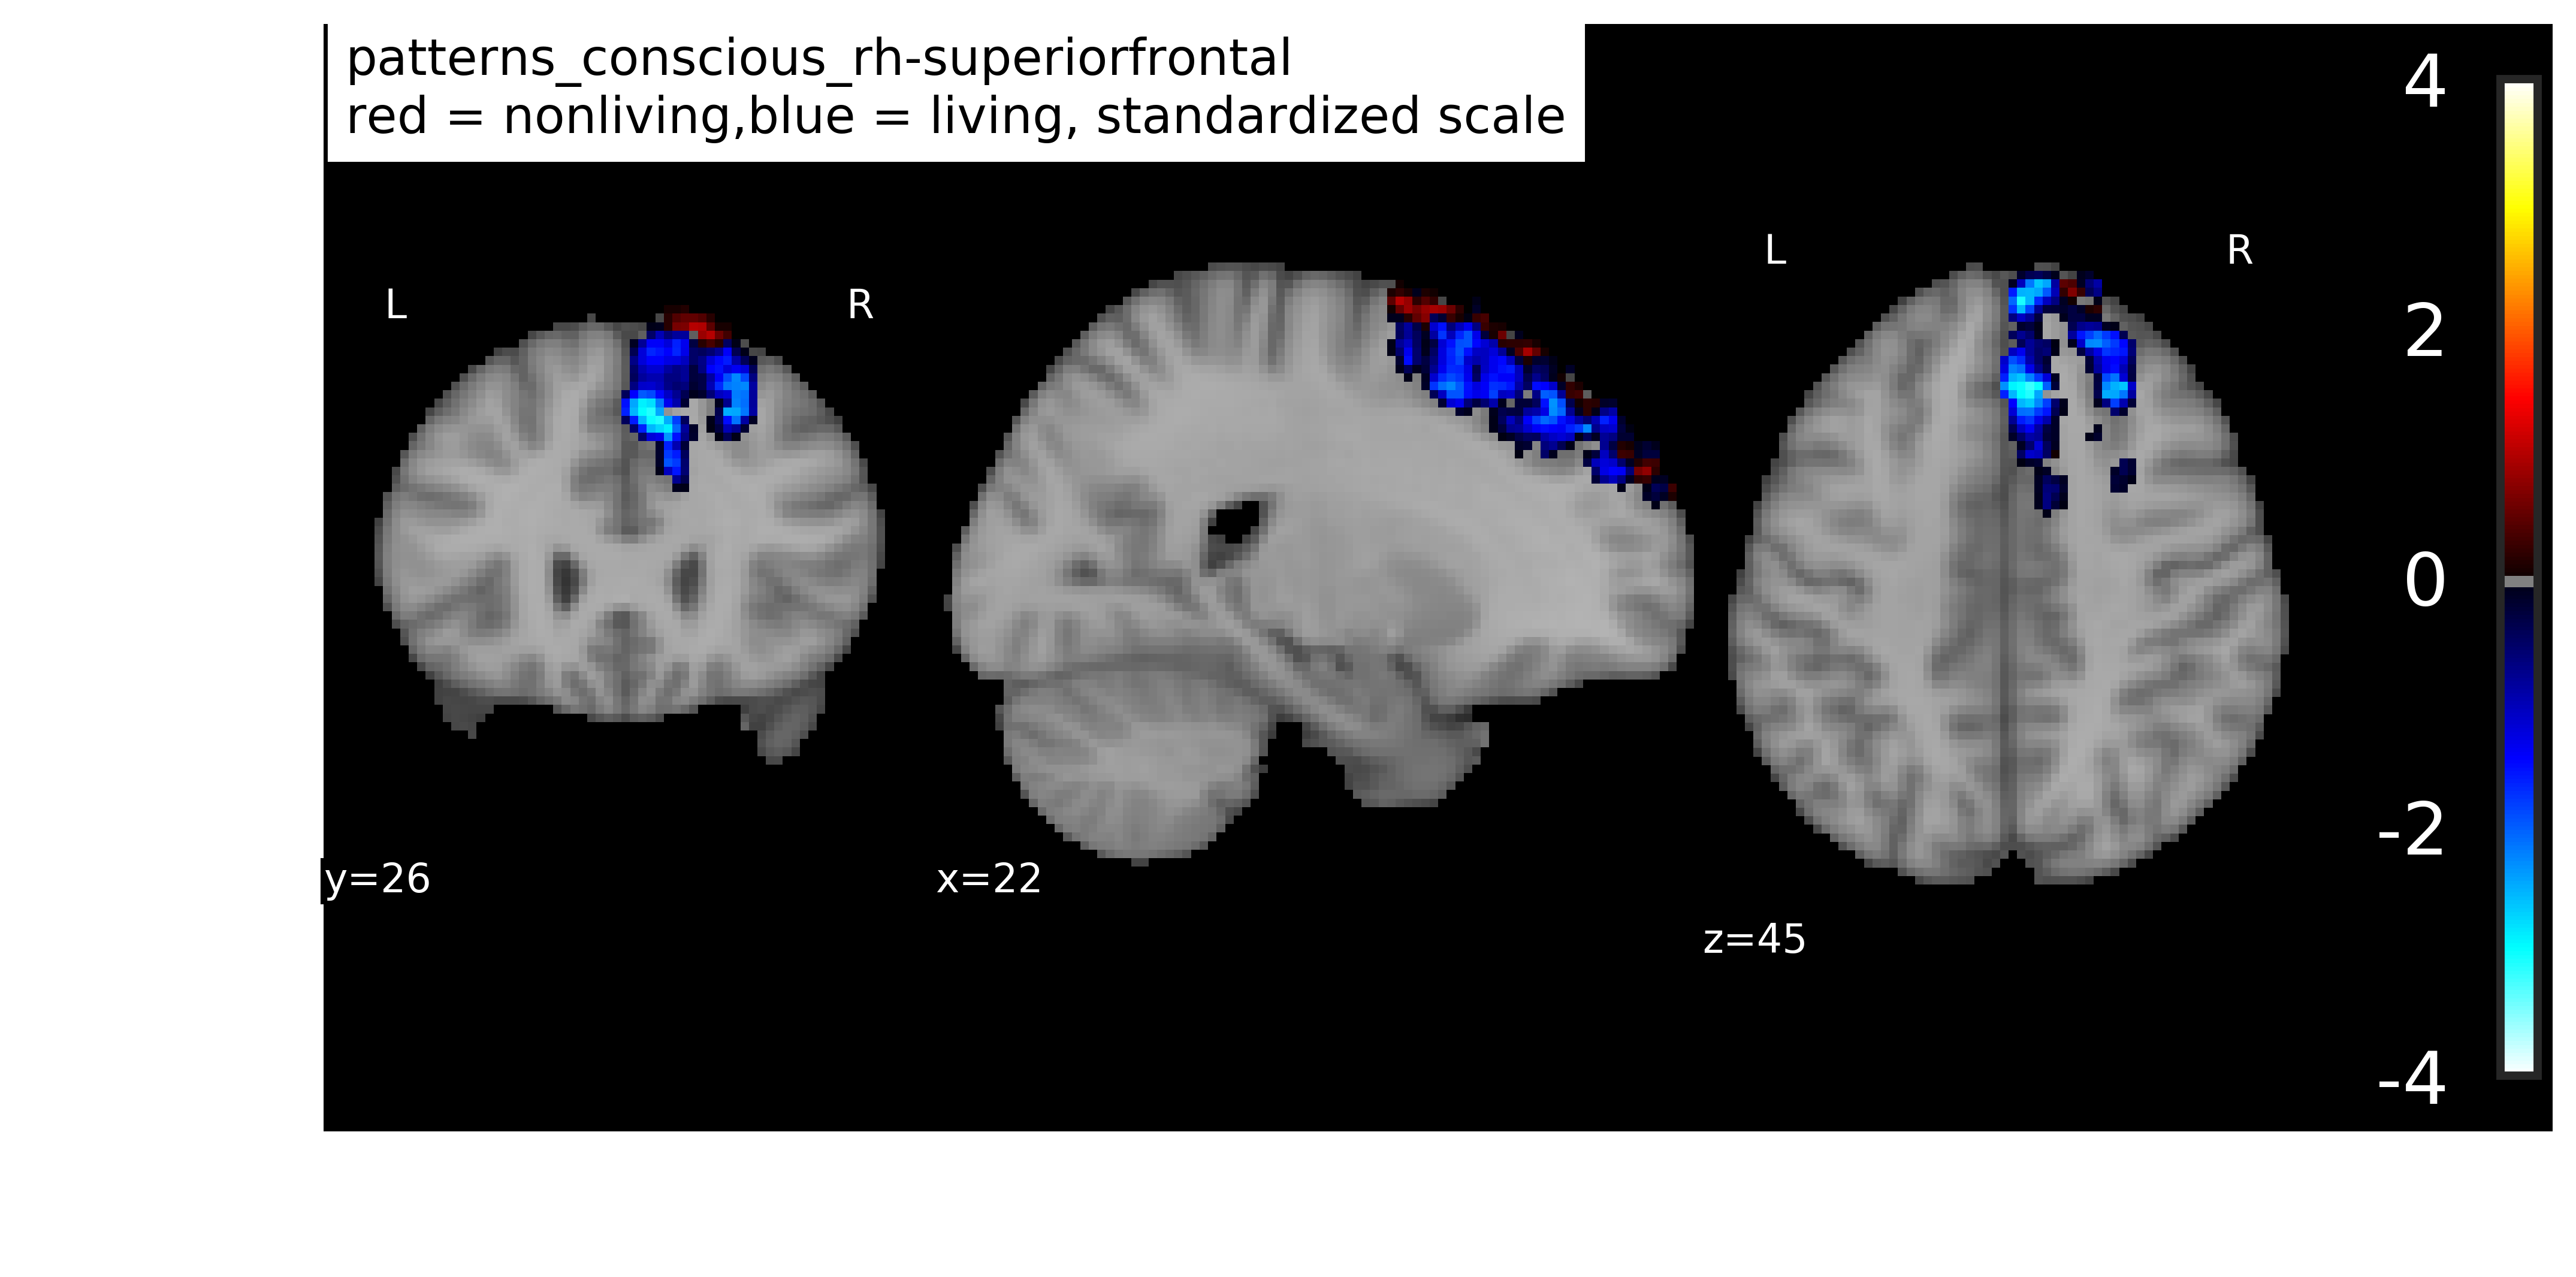 patterns_conscious_rh-superiorfrontal
red = nonliving,blue = living, standardized scale
L R
L R
y=26
x=22
z=45
4
2
0
-2
-4